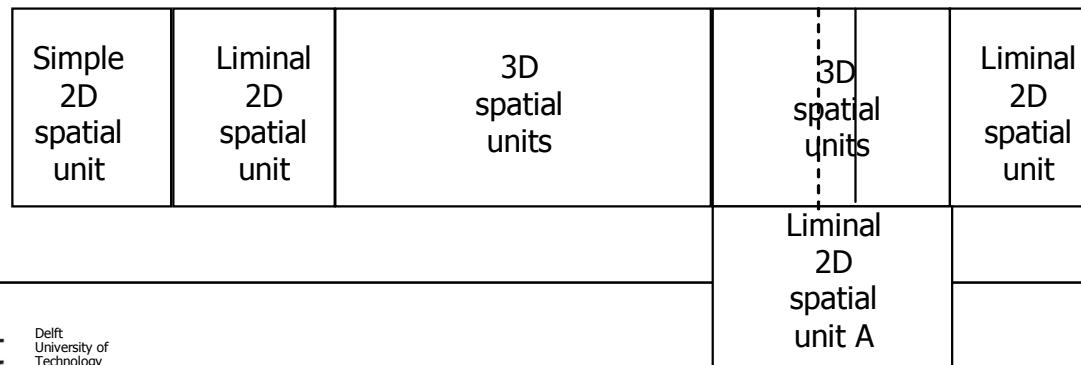 Simple
2D
spatial
unit
Liminal
2D
spatial
unit
3D
spatial
units
3D
spatial
units
Liminal
2D
spatial
unit
Liminal
2D
spatial
unit A
Delft
University of
Technology